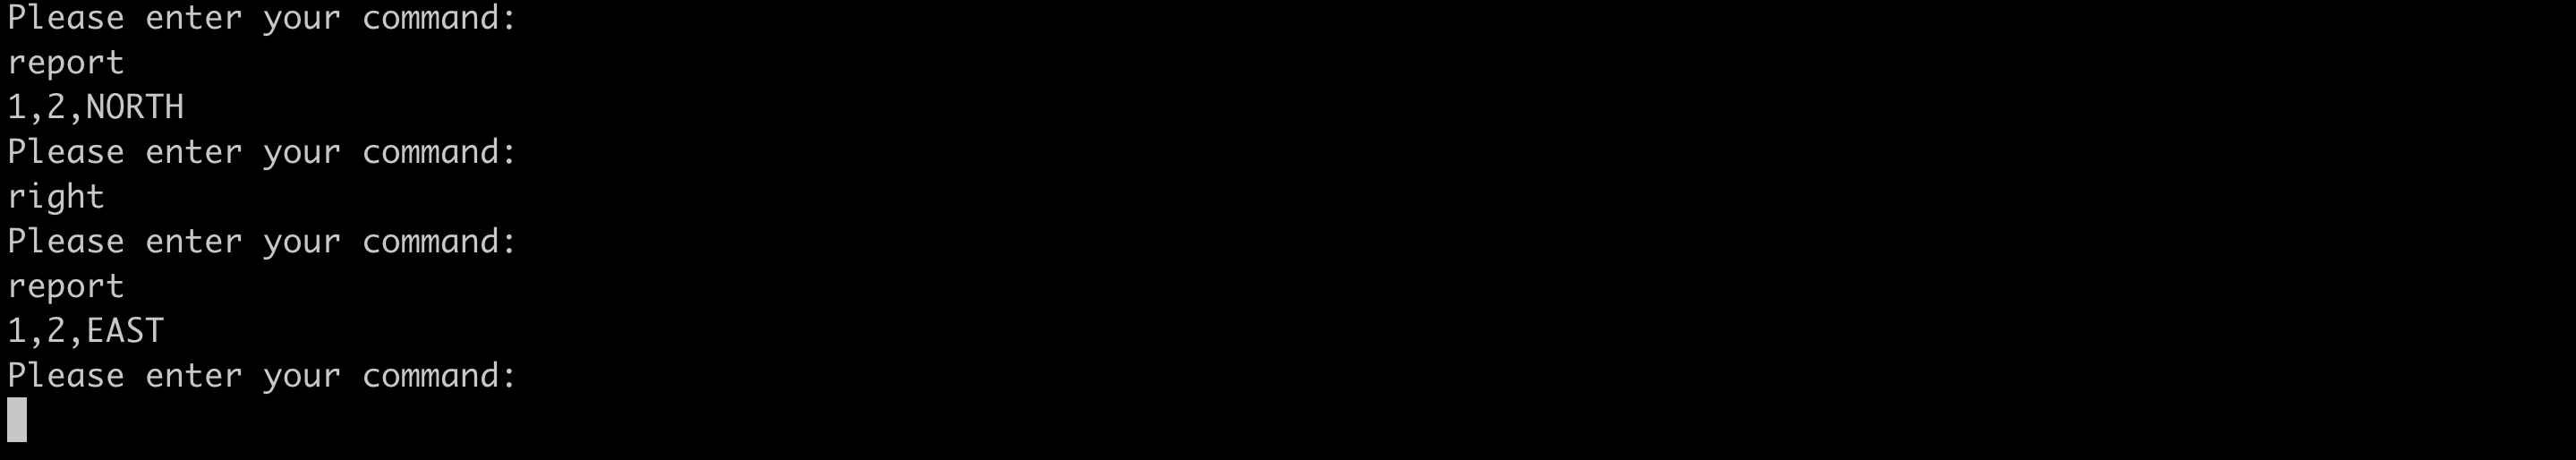 Please enter your command:
report
1,2,NORTH
Please enter your command:
right
Please enter your command:
report
1,2,EAST
Please enter your command: